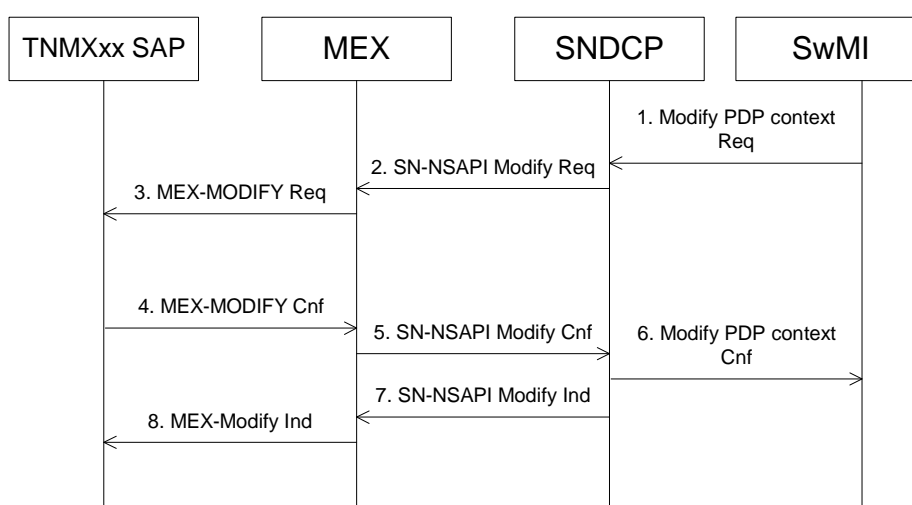 TNMXxx SAP
MEX
SNDCP
SwMI
1. Modify PDP context
Req
2. SN-NSAPI Modify Req
3. MEX-MODIFY Req
4. MEX-MODIFY Cnf
5. SN-NSAPI Modify Cnf
6. Modify PDP context
Cnf
7. SN-NSAPI Modify Ind
8. MEX-Modify Ind